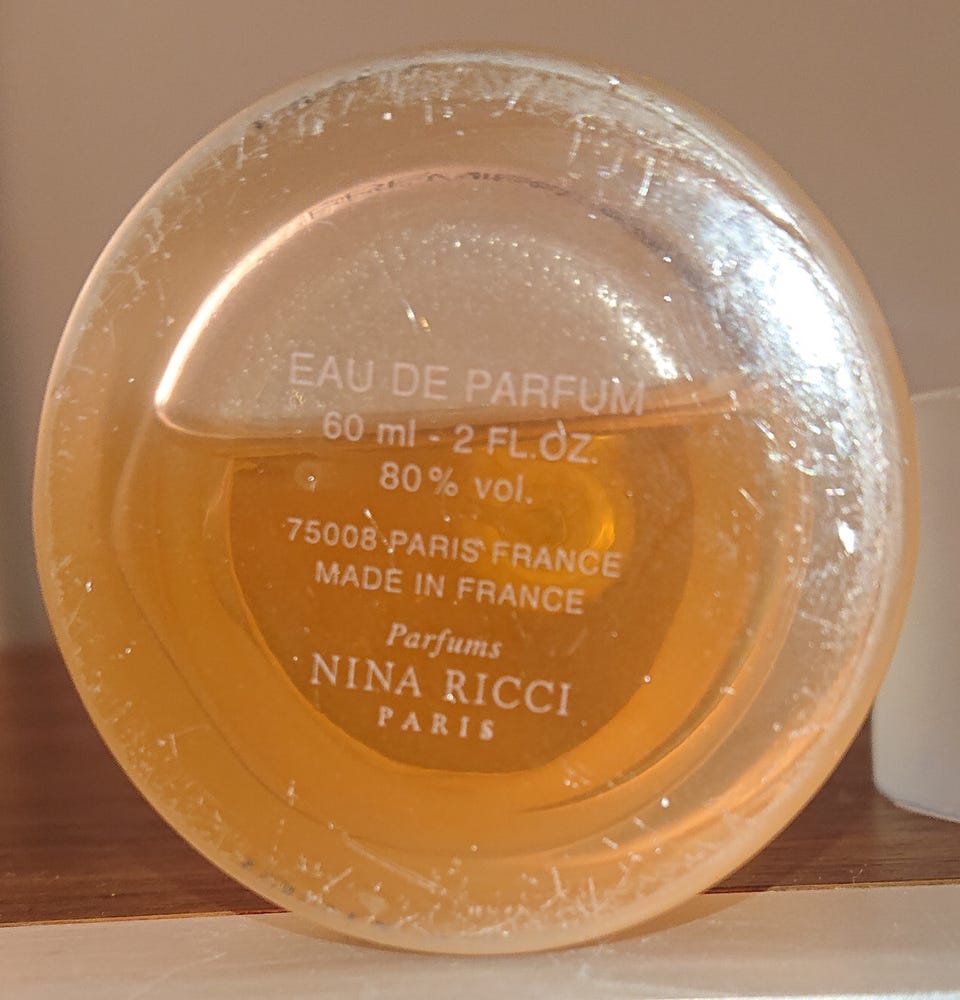 EAU DE PARFUM
60 ml - 2 FL.OZ.
80% vol.
75008 PARIS FRANCE
MADE IN FRANCE
Parfums
NINA RICCI
PARIS